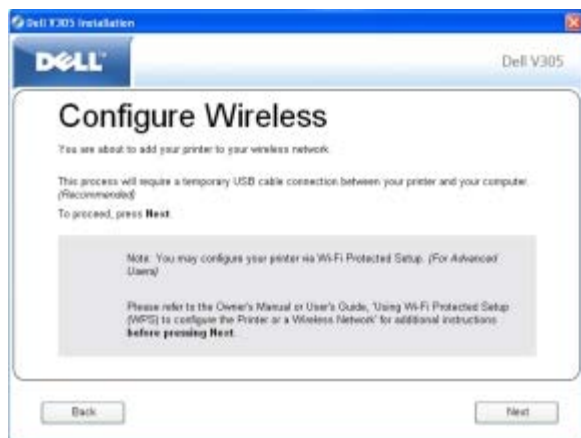 Dell V305 Installation
DELL
Dell V305
Configure Wireless
You are about to add your printer to your wireless network.
This process will require a temporary USB cable connection between your printer and your computer.
(Recommended)
To proceed, press Next.
Note: You may configure your printer via Wi-Fi Protected Setup. (For Advanced
Users)
Please refer to the Owner's Manual or User's Guide, 'Using Wi-Fi Protected Setup
(WPS) to configure the Printer or a Wireless Network' for additional instructions
before pressing Next.
Back
Next